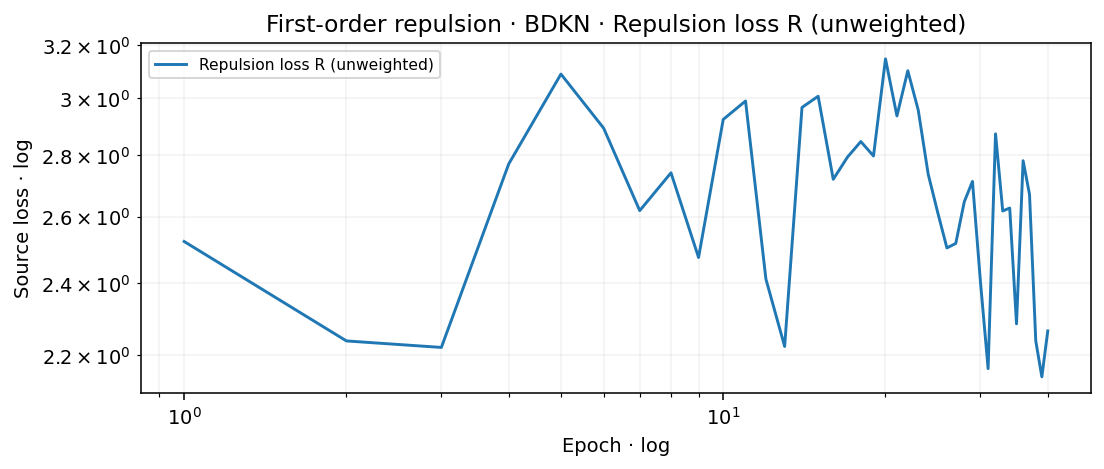 First-order repulsion · BDKN · Repulsion loss R (unweighted)
Repulsion loss R (unweighted)
Source loss · log
3.2 × 10⁰
3 × 10⁰
2.8 × 10⁰
2.6 × 10⁰
2.4 × 10⁰
2.2 × 10⁰
10⁰ 10¹
Epoch · log